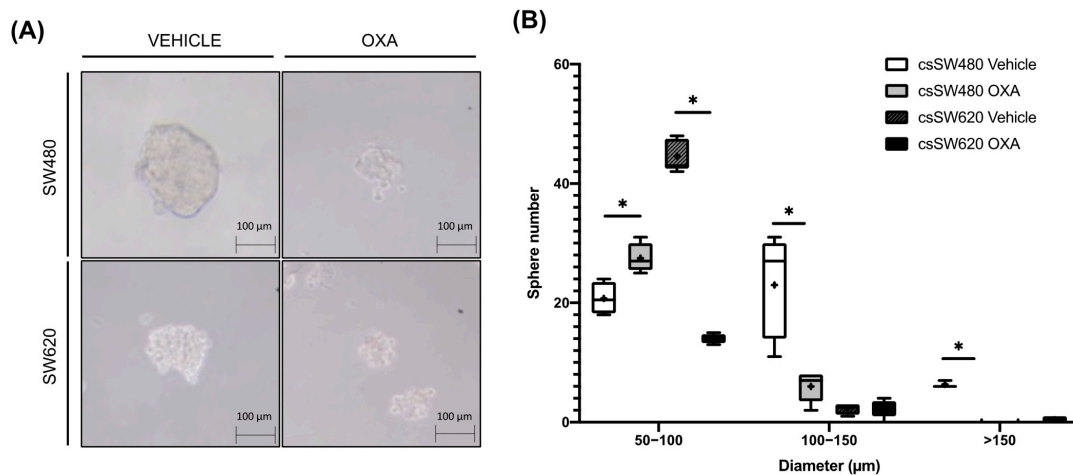 (A)
VEHICLE OXA
SW480
100 µm 100 µm
SW620
100 µm 100 µm
(B)
csSW480 Vehicle
csSW480 OXA
csSW620 Vehicle
csSW620 OXA
Sphere number
60
40
20
0
* * * *
50–100 100–150 >150
Diameter (µm)